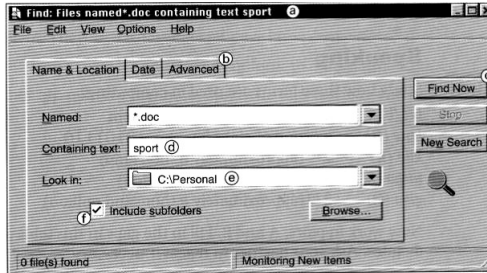 Find: Files named*.doc containing text sport a
File Edit View Options Help
b
Name & Location Date Advanced
Find Now
Named: *.doc
Stop
Containing text: sport d
New Search
Look in: C:\Personal e
f Include subfolders Browse...
0 file(s) found Monitoring New Items